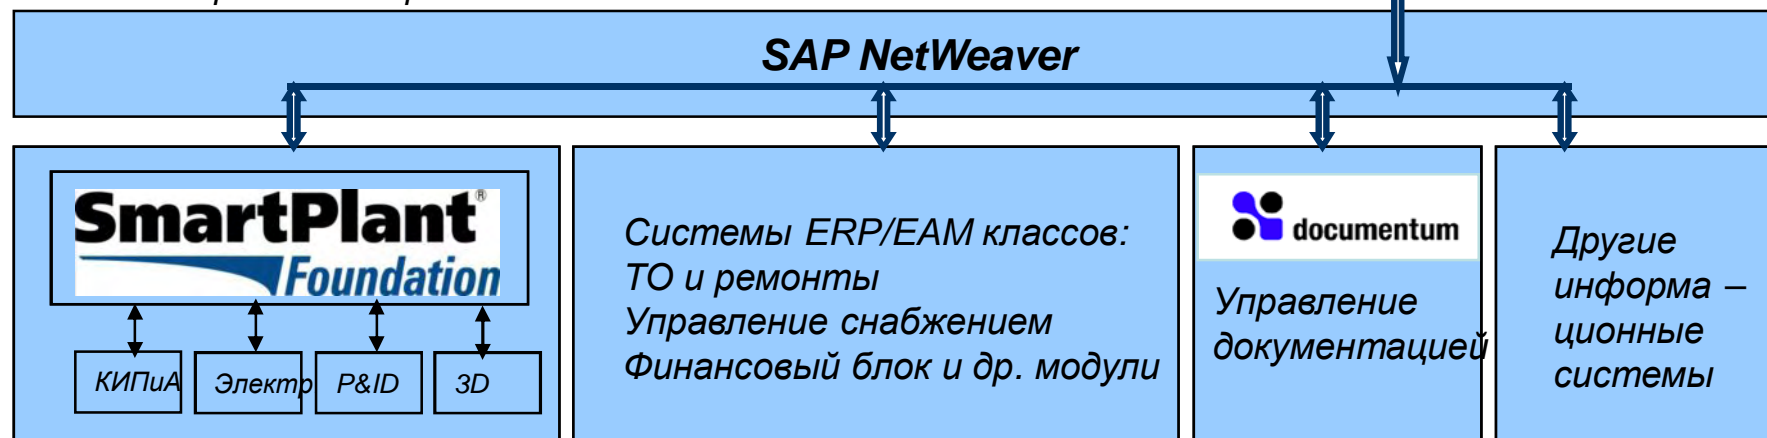 SAP NetWeaver
SmartPlant®
Foundation
КИПиА
Электр
P&ID
3D
Системы ERP/EAM классов:
ТО и ремонты
Управление снабжением
Финансовый блок и др. модули
documentum
Управление
документацией
Другие
информа –
ционные
системы